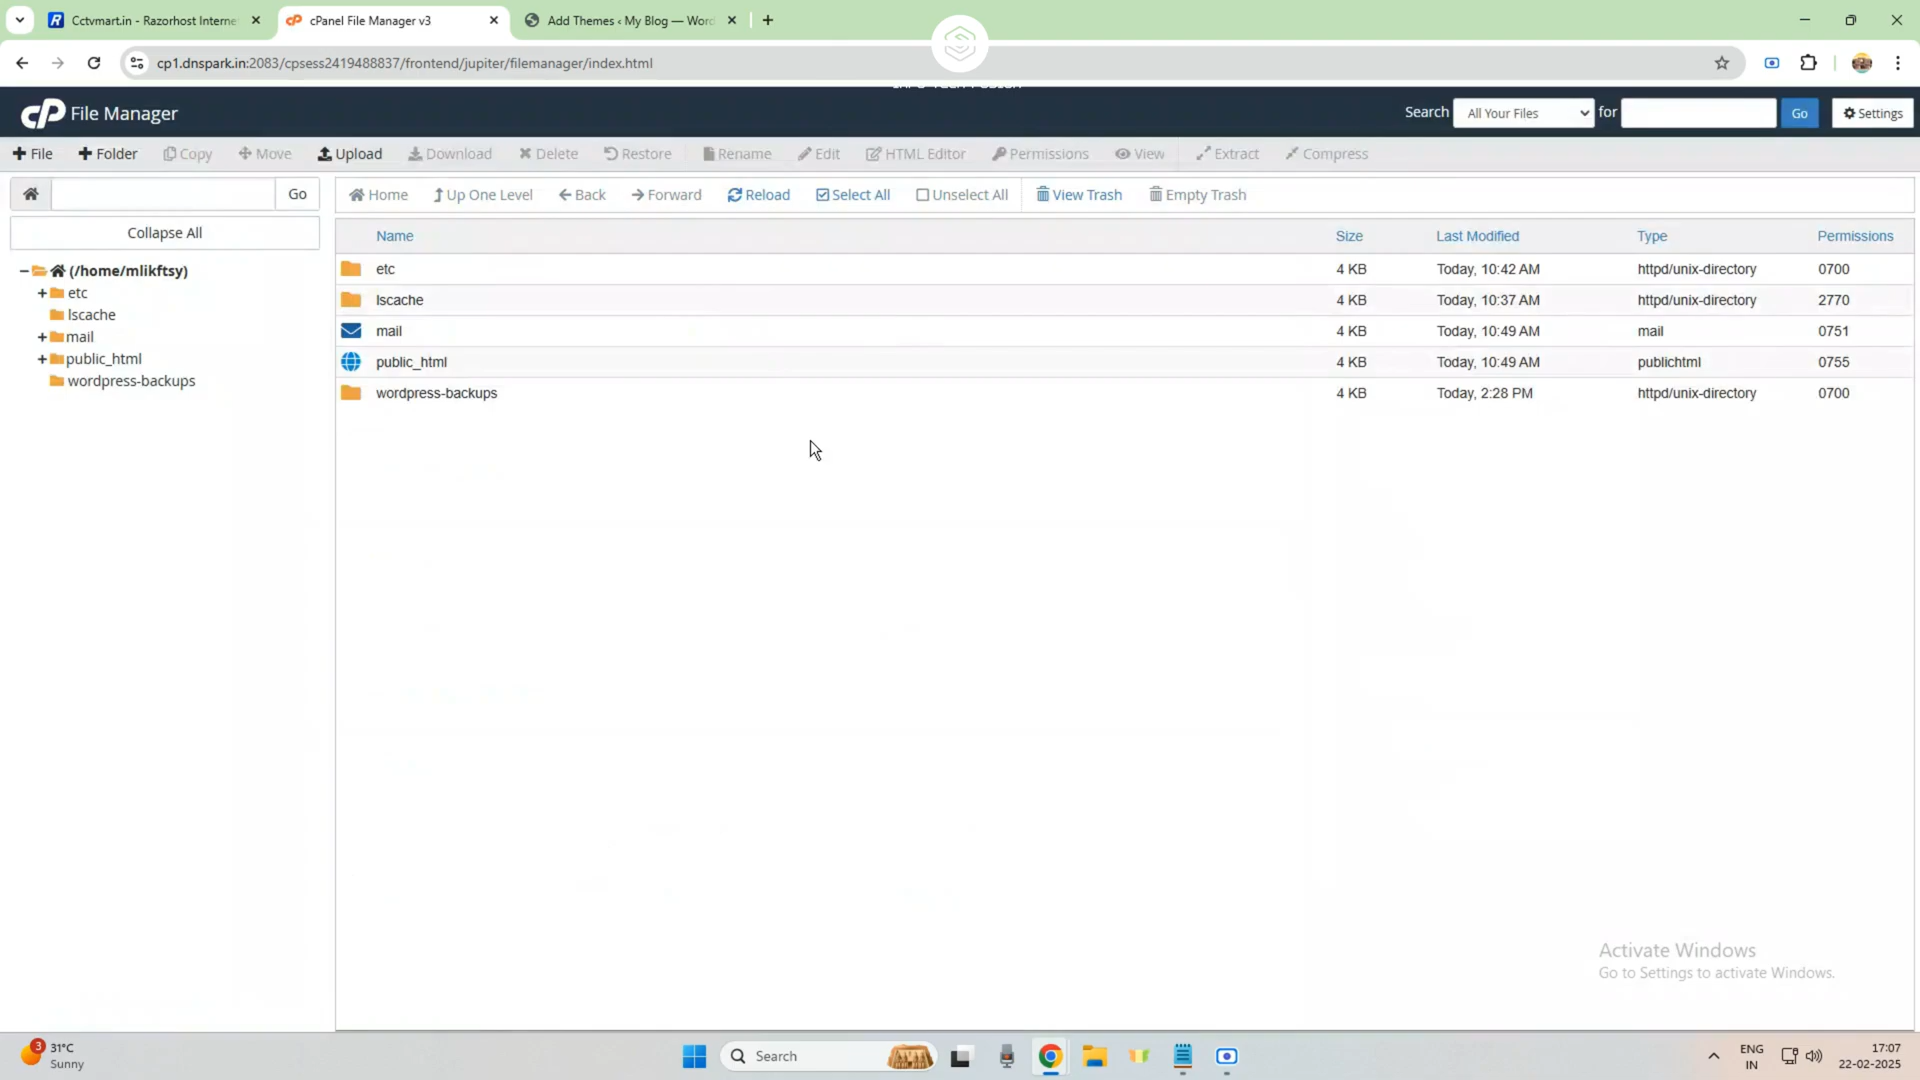 Cctvmart.in - Razorhost Interne
cPanel File Manager v3
Add Themes ‹ My Blog — Word
cp1.dnspark.in:2083/cpsess2419488837/frontend/jupiter/filemanager/index.html
cP File Manager
Search All Your Files for Go Settings
File Folder Copy Move Upload Download Delete Restore Rename Edit HTML Editor Permissions View Extract Compress
Go
Home Up One Level Back Forward Reload Select All Unselect All View Trash Empty Trash
Collapse All
(/home/mlikftsy)
etc
lscache
mail
public_html
wordpress-backups
Name Size Last Modified Type Permissions
etc 4 KB Today, 10:42 AM httpd/unix-directory 0700
lscache 4 KB Today, 10:37 AM httpd/unix-directory 2770
mail 4 KB Today, 10:49 AM mail 0751
public_html 4 KB Today, 10:49 AM publichtml 0755
wordpress-backups 4 KB Today, 2:28 PM httpd/unix-directory 0700
Activate Windows
Go to Settings to activate Windows.
3
31°C
Sunny
Search
ENG
IN
17:07
22-02-2025